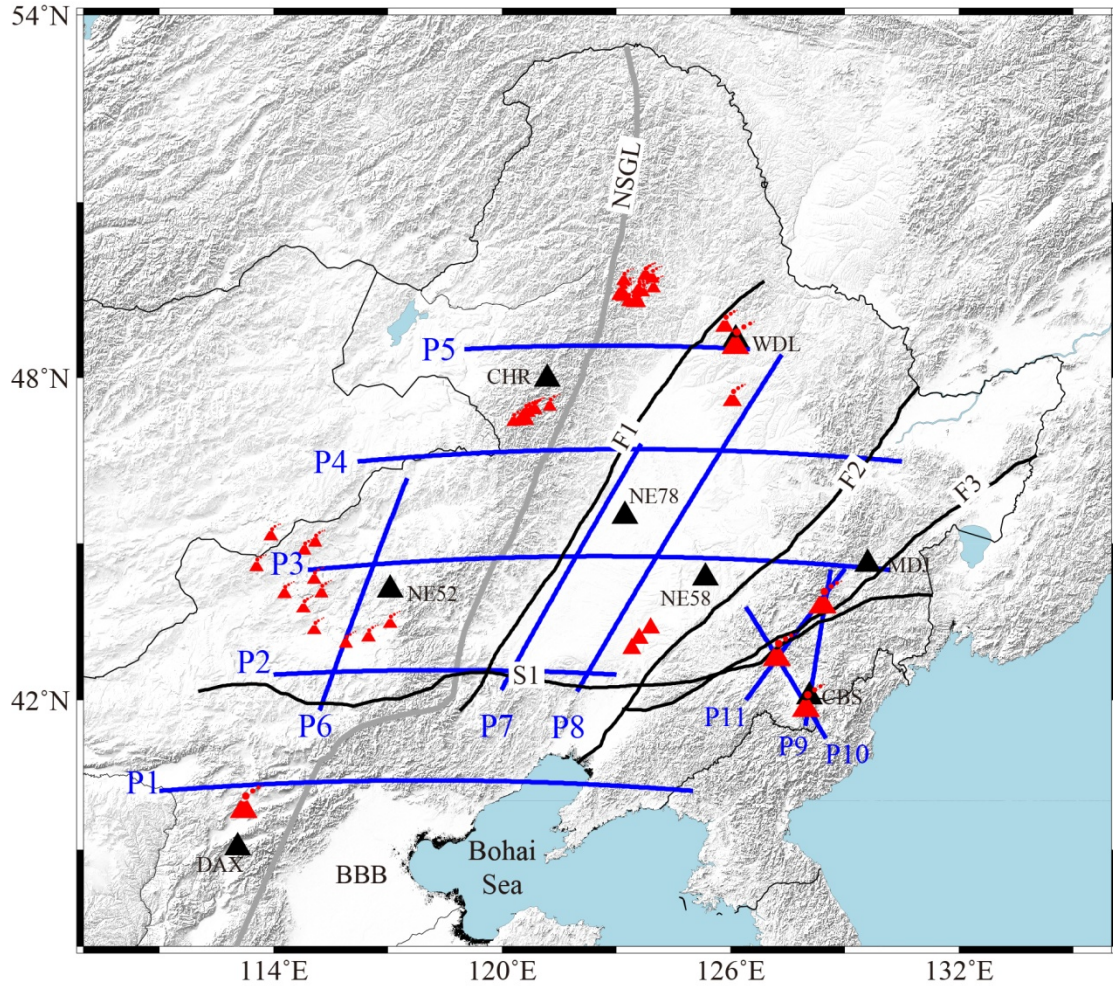 54°N
NSGL
P5
WDL
CHR
48°N
F1
P4
F2
F3
NE78
P3
MDJ
NE52
NE58
P2
S1
42°N
P6
P7
P8
P11
CBS
P9
P10
P1
DAX
BBB
Bohai
Sea
114°E
120°E
126°E
132°E